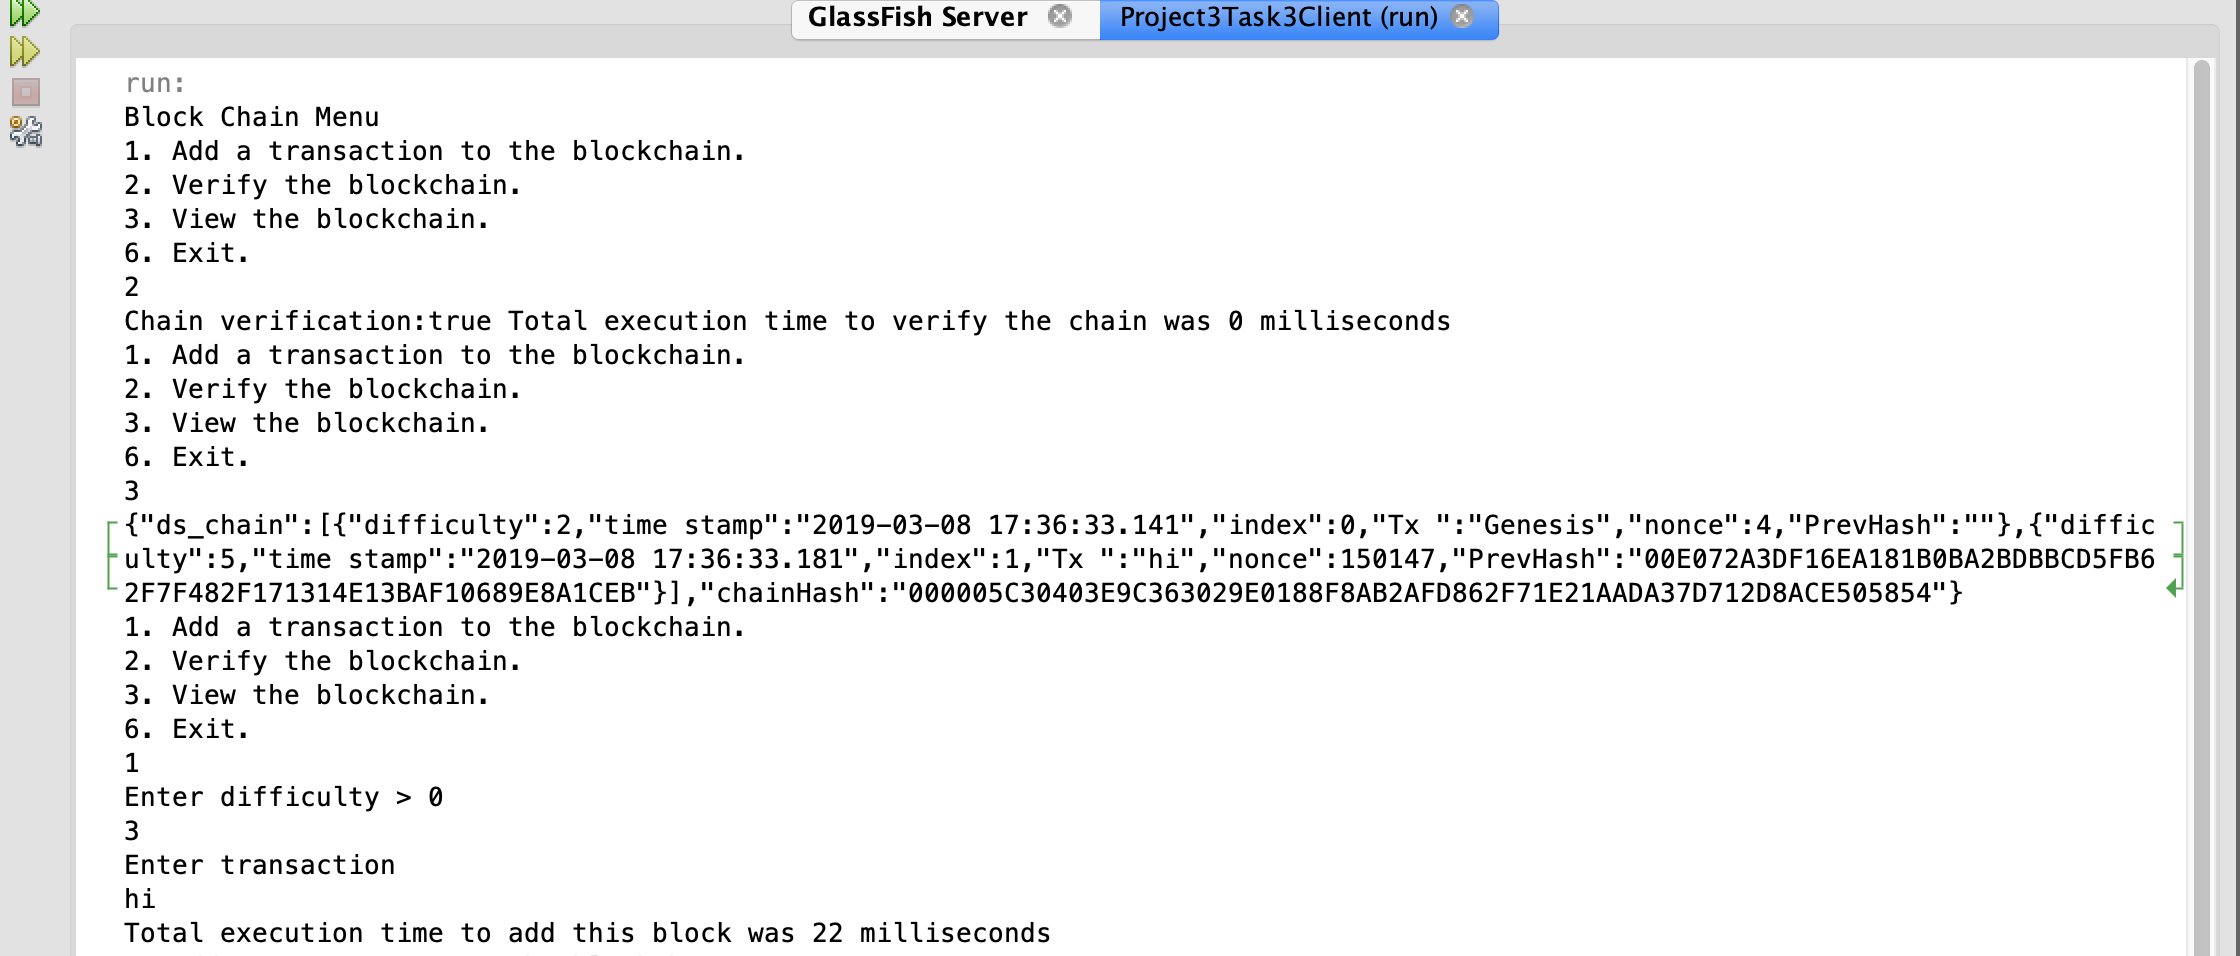 GlassFish Server Project3Task3Client (run)
run:
Block Chain Menu
1. Add a transaction to the blockchain.
2. Verify the blockchain.
3. View the blockchain.
6. Exit.
2
Chain verification:true Total execution time to verify the chain was 0 milliseconds
1. Add a transaction to the blockchain.
2. Verify the blockchain.
3. View the blockchain.
6. Exit.
3
{"ds_chain":[{"difficulty":2,"time stamp":"2019-03-08 17:36:33.141","index":0,"Tx ":"Genesis","nonce":4,"PrevHash":""},{"diffic
ulty":5,"time stamp":"2019-03-08 17:36:33.181","index":1,"Tx ":"hi","nonce":150147,"PrevHash":"00E072A3DF16EA181B0BA2BDBBCD5FB6
2F7F482F171314E13BAF10689E8A1CEB"}],"chainHash":"000005C30403E9C363029E0188F8AB2AFD862F71E21AADA37D712D8ACE505854"}
1. Add a transaction to the blockchain.
2. Verify the blockchain.
3. View the blockchain.
6. Exit.
1
Enter difficulty > 0
3
Enter transaction
hi
Total execution time to add this block was 22 milliseconds